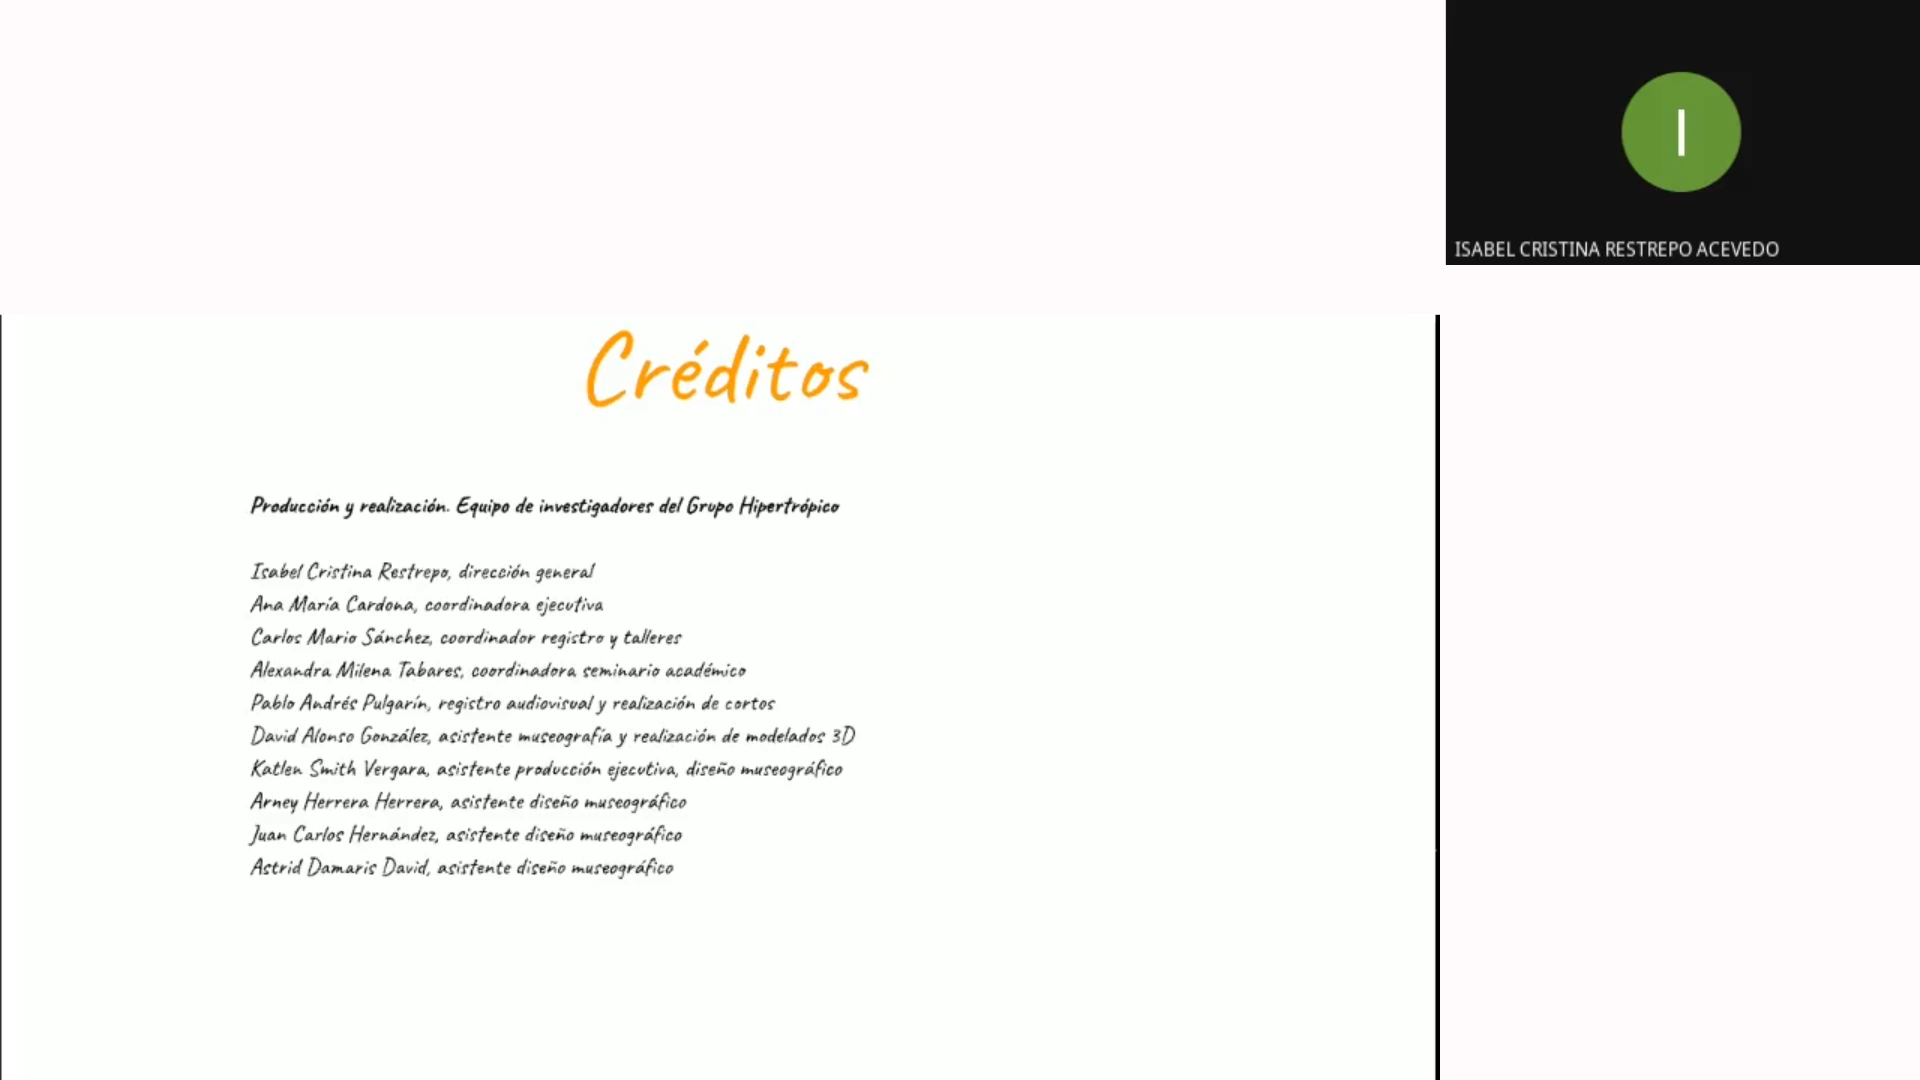 I
ISABEL CRISTINA RESTREPO ACEVEDO
Créditos
Producción y realización. Equipo de investigadores del Grupo Hipertrópico
Isabel Cristina Restrepo, dirección general
Ana María Cardona, coordinadora ejecutiva
Carlos Mario Sánchez, coordinador registro y talleres
Alexandra Milena Tabares, coordinadora seminario académico
Pablo Andrés Pulgarín, registro audiovisual y realización de cortos
David Alonso González, asistente museografía y realización de modelados 3D
Katlen Smith Vergara, asistente producción ejecutiva, diseño museográfico
Arney Herrera Herrera, asistente diseño museográfico
Juan Carlos Hernández, asistente diseño museográfico
Astrid Damaris David, asistente diseño museográfico